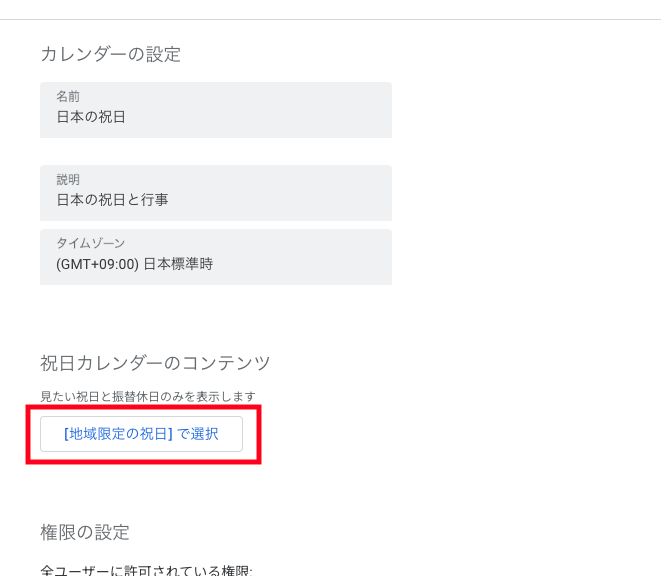 カレンダーの設定
名前
日本の祝日
説明
日本の祝日と行事
タイムゾーン
(GMT+09:00) 日本標準時
祝日カレンダーのコンテンツ
見たい祝日と振替休日のみを表示します
[地域限定の祝日] で選択
権限の設定
全ユーザーに許可されている権限: